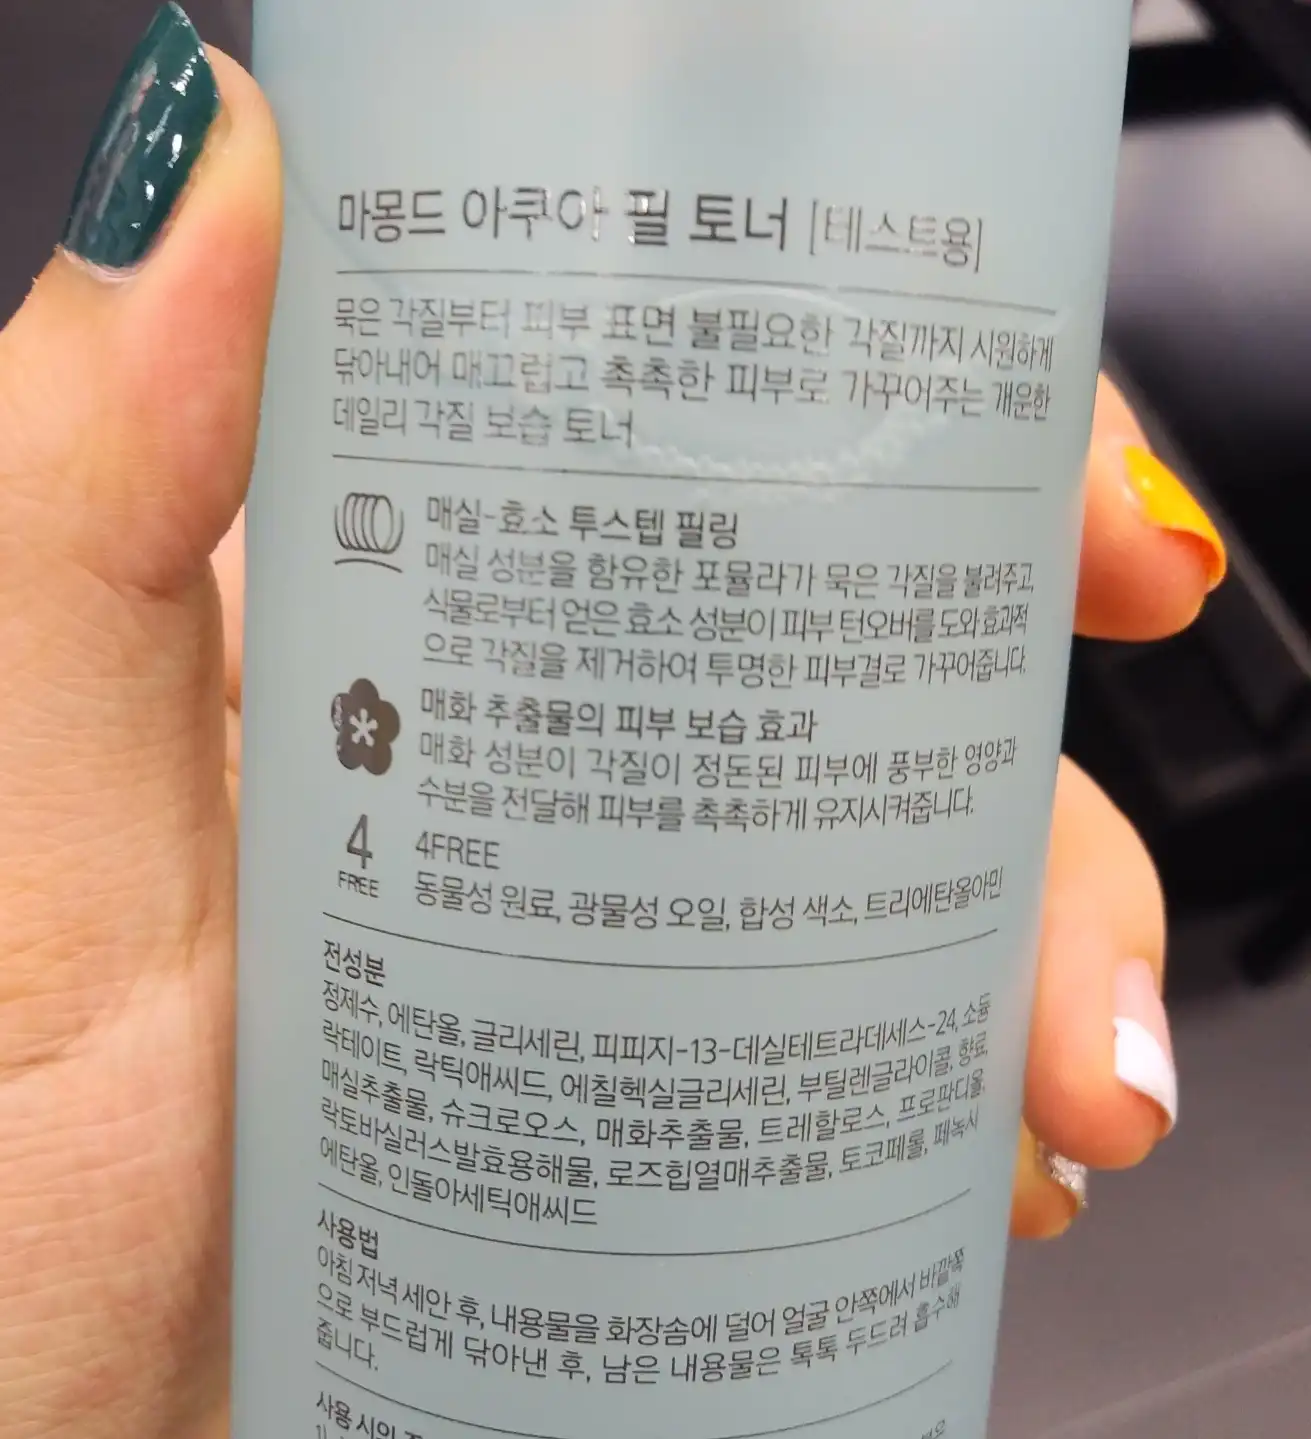 마몽드 아쿠아 필 토너 [테스트용]
묵은 각질부터 피부 표면 불필요한 각질까지 시원하게
닦아내어 매끄럽고 촉촉한 피부로 가꾸어주는 개운한
데일리 각질 보습 토너
매실-효소 투스텝 필링
매실 성분을 함유한 포뮬라가 묵은 각질을 불려주고,
식물로부터 얻은 효소 성분이 피부 턴오버를 도와 효과적
으로 각질을 제거하여 투명한 피부결로 가꾸어줍니다.
매화 추출물의 피부 보습 효과
매화 성분이 각질이 정돈된 피부에 풍부한 영양과
수분을 전달해 피부를 촉촉하게 유지시켜줍니다.
4
FREE
4FREE
동물성 원료, 광물성 오일, 합성 색소, 트리에탄올아민
전성분
정제수, 에탄올, 글리세린, 피피지-13-데실테트라데세스-24, 소듐
락테이트, 락틱애씨드, 에칠헥실글리세린, 부틸렌글라이콜, 향료,
매실추출물, 슈크로오스, 매화추출물, 트레할로스, 프로판디올,
락토바실러스발효용해물, 로즈힙열매추출물, 토코페롤, 페녹시
에탄올, 인돌아세틱애씨드
사용법
아침 저녁 세안 후, 내용물을 화장솜에 덜어 얼굴 안쪽에서 바깥쪽
으로 부드럽게 닦아낸 후, 남은 내용물은 톡톡 두드려 흡수해
줍니다.
사용 시의